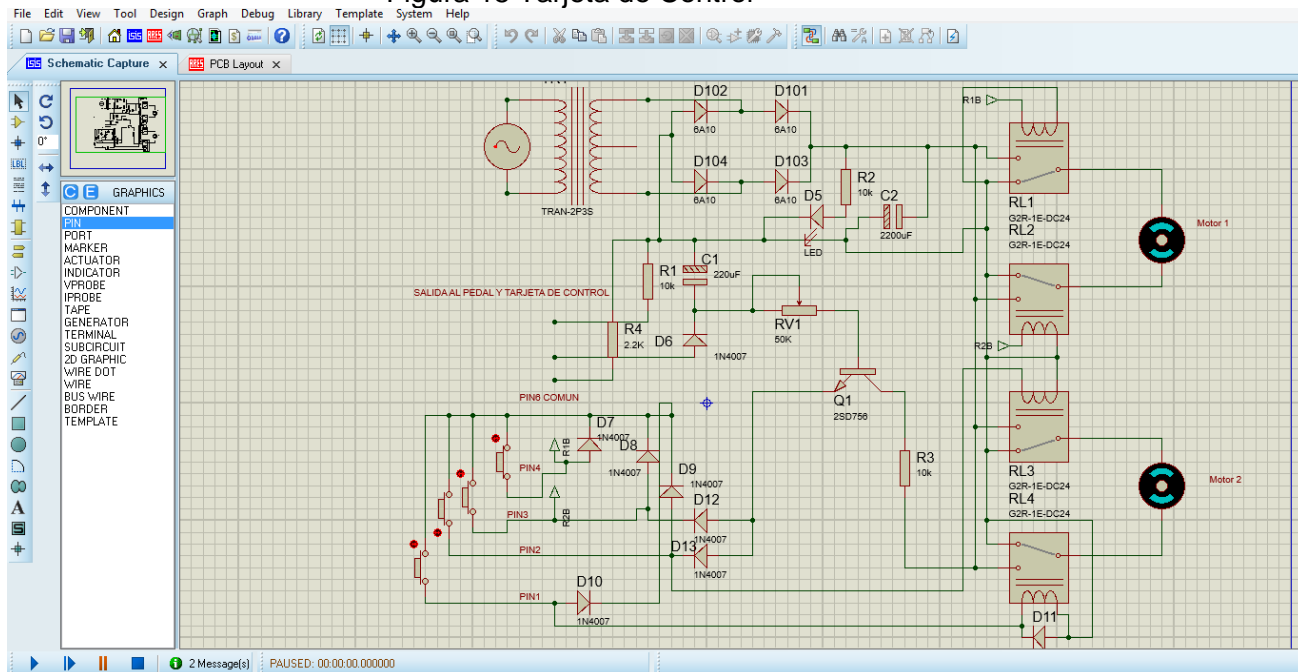 Figura 48 Tarjeta de Control
File Edit View Tool Design Graph Debug Library Template System Help
Schematic Capture x PCB Layout x
0°
LBL
C E GRAPHICS
COMPONENT
PIN
PORT
MARKER
ACTUATOR
INDICATOR
VPROBE
IPROBE
TAPE
GENERATOR
TERMINAL
SUBCIRCUIT
2D GRAPHIC
WIRE DOT
WIRE
BUS WIRE
BORDER
TEMPLATE
TRAN-2P3S
D102
6A10
D101
6A10
D104
6A10
D103
6A10
R2
10k
D5
LED
C2
2200uF
R1B
RL1
G2R-1E-DC24
RL2
G2R-1E-DC24
Motor 1
R1
10k
C1
220uF
SALIDA AL PEDAL Y TARJETA DE CONTROL
R4
2.2K
D6
1N4007
RV1
50K
R2B
PIN6 COMUN
Q1
2SD756
D7
1N4007
D8
1N4007
R1B
PIN4
D9
1N4007
R3
10k
RL3
G2R-1E-DC24
RL4
G2R-1E-DC24
Motor 2
D12
1N4007
PIN3
R2B
PIN2
D13
1N4007
D10
PIN1
1N4007
D11
2 Message(s) PAUSED: 00:00:00.000000